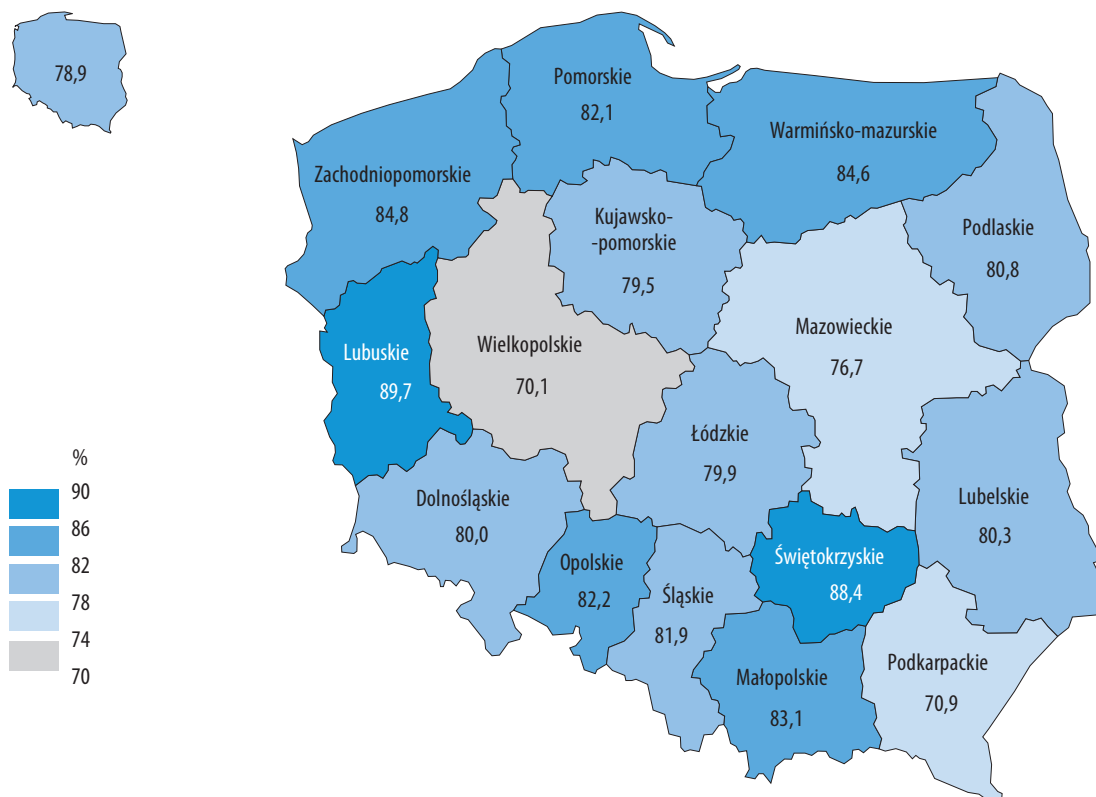 78,9
Pomorskie
82,1
Warmińsko-mazurskie
84,6
Zachodniopomorskie
84,8
Kujawsko-
-pomorskie
79,5
Podlaskie
80,8
Mazowieckie
76,7
Wielkopolskie
70,1
Lubuskie
89,7
Łódzkie
79,9
Dolnośląskie
80,0
Lubelskie
80,3
Opolskie
82,2
Śląskie
81,9
Świętokrzyskie
88,4
Małopolskie
83,1
Podkarpackie
70,9
%
90
86
82
78
74
70